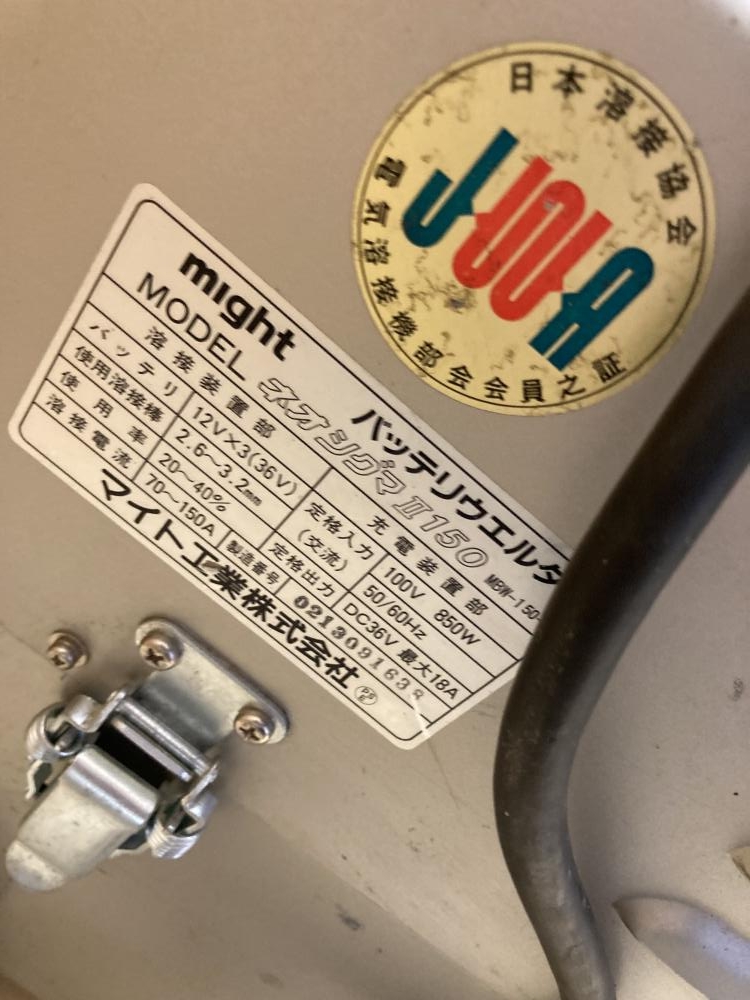 日本溶接協会
JWA
電気溶接機部会会員之証
might
バッテリウエルダ
MODEL ネオシグマⅡ150 MBW-150-
溶接装置部
充電装置部
バッテリ 12V×3(36V)
定格入力(交流) 100V 850W 50/60Hz
使用溶接棒 2.6～3.2mm
使用率 20～40%
定格出力 DC36V 最大18A
溶接電流 70～150A
製造番号 0213091638
マイト工業株式会社
PSE